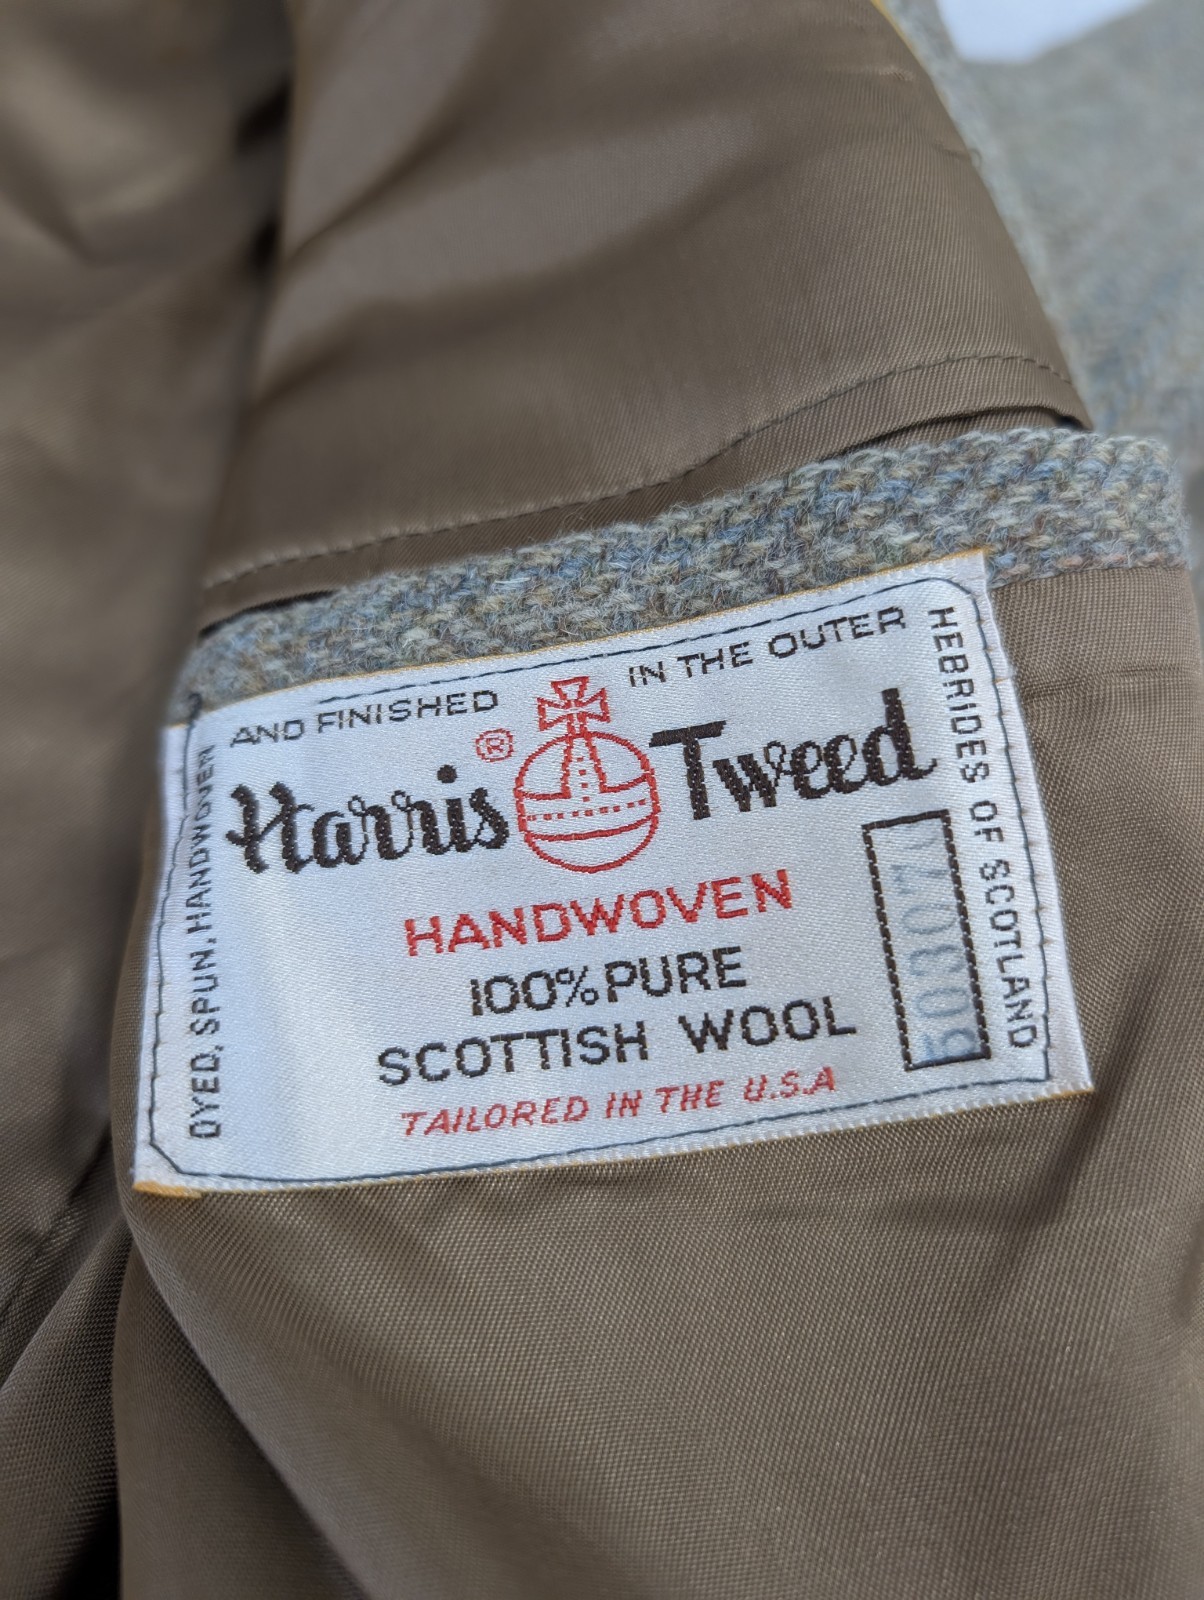 DYED, SPUN, HANDWOVEN
AND FINISHED
IN THE OUTER
HEBRIDES OF SCOTLAND
Harris ® Tweed
HANDWOVEN
100% PURE
SCOTTISH WOOL
TAILORED IN THE U.S.A